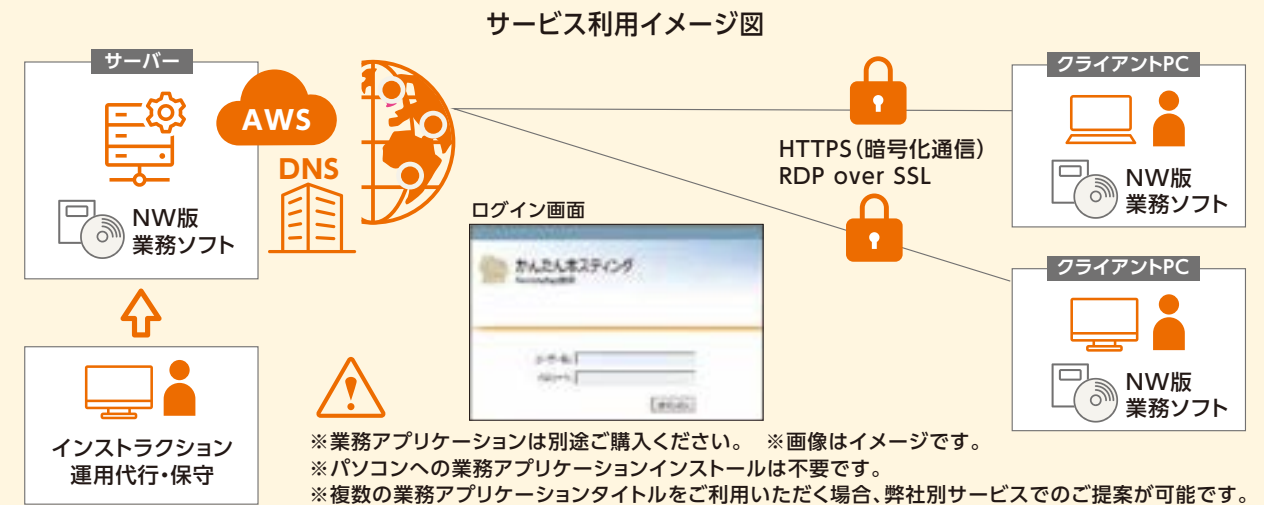 サービス利用イメージ図
サーバー
AWS
DNS
NW版
業務ソフト
インストラクション
運用代行・保守
HTTPS(暗号化通信)
RDP over SSL
ログイン画面
かんたんホスティング
クライアントPC
NW版
業務ソフト
クライアントPC
NW版
業務ソフト
※業務アプリケーションは別途ご購入ください。 ※画像はイメージです。
※パソコンへの業務アプリケーションインストールは不要です。
※複数の業務アプリケーションタイトルをご利用いただく場合、弊社別サービスでのご提案が可能です。